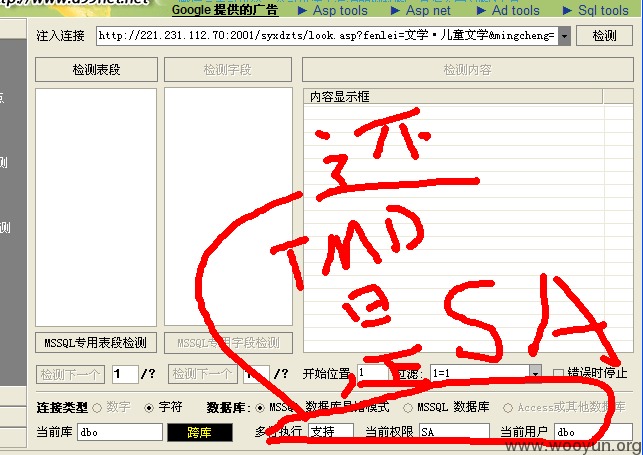 http://www.d99net.net
Google 提供的广告 ► Asp tools ► Asp net ► Ad tools ► Sql tools
注入连接 http://221.231.112.70:2001/syxdzts/look.asp?fenlei=文学·儿童文学&mingcheng= 检测
检测表段 检测字段 检测内容
内容显示框
点
测
测
还
TMD
是
SA
MSSQL专用表段检测 MSSQL专用字段检测
检测下一个 1 /? 检测下一个 /? 开始位置 1 过滤: 1=1 错误时停止
连接类型 数字 字符 数据库: MSSQL 数据库 模式 MSSQL 数据库 Access或其他数据库
当前库 dbo 跨库 多 执行 支持 当前权限 SA 当前用户 dbo
www.wooyun.org